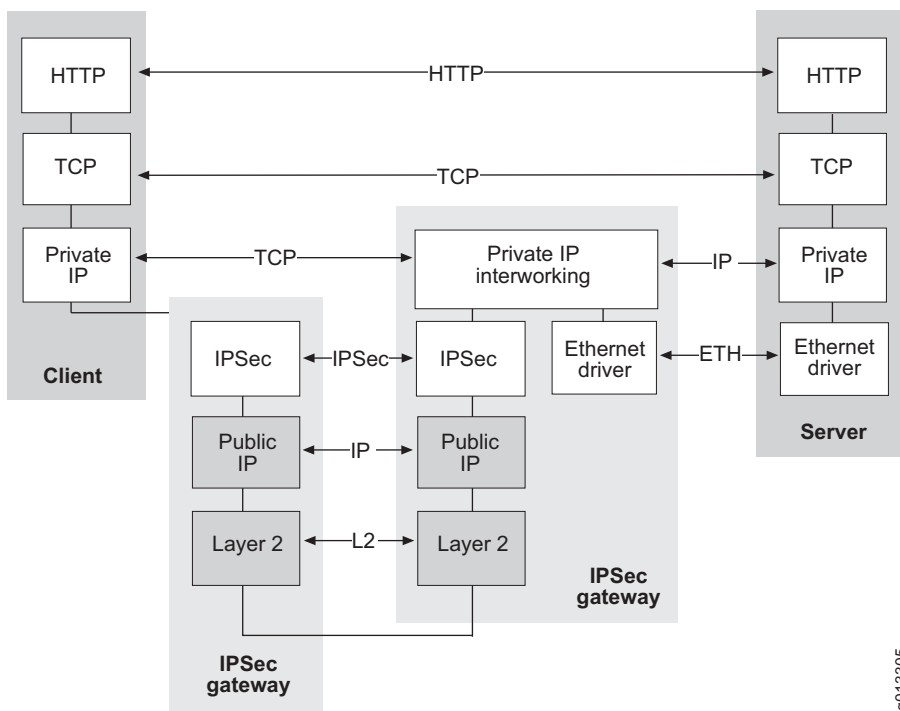 HTTP
HTTP
HTTP
TCP
TCP
TCP
Private
IP
TCP
Private IP
interworking
IP
Private
IP
IPSec
IPSec
IPSec
Ethernet
driver
ETH
Ethernet
driver
Client
Public
IP
IP
Public
IP
Server
Layer 2
L2
Layer 2
IPSec
gateway
IPSec
gateway